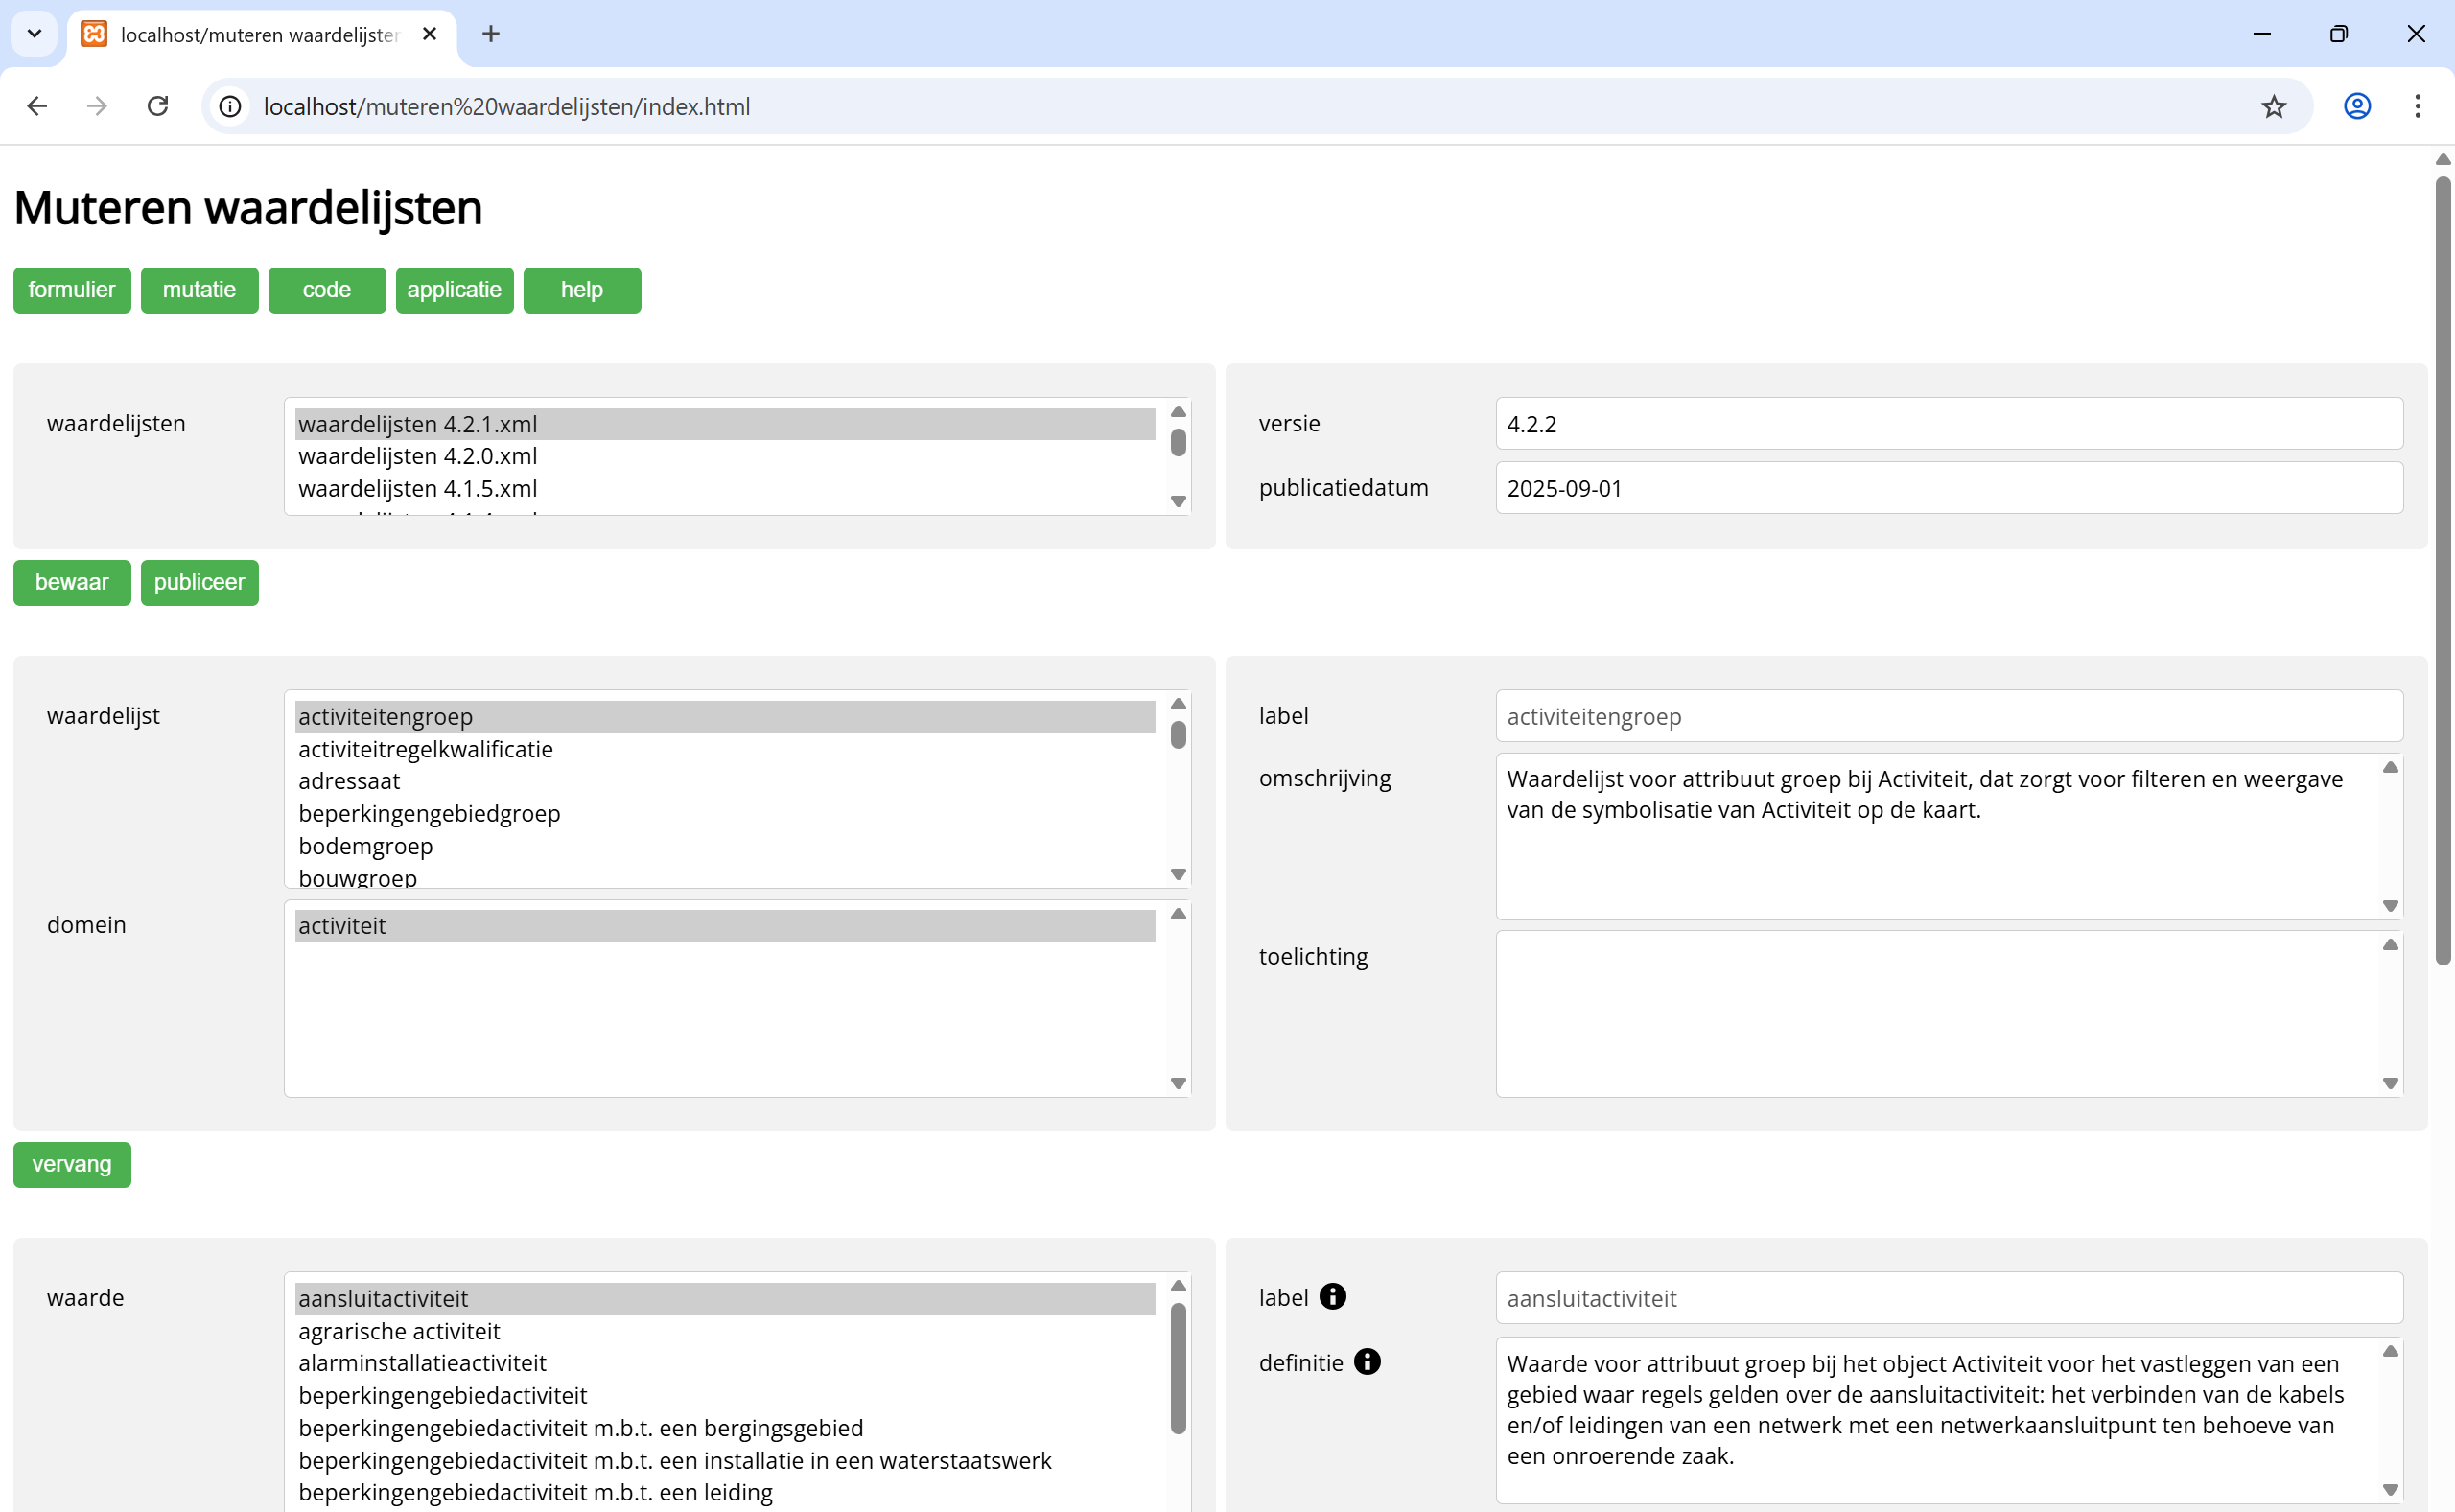 localhost/muteren waardelijsten
localhost/muteren%20waardelijsten/index.html
Muteren waardelijsten
formulier mutatie code applicatie help
waardelijsten
waardelijsten 4.2.1.xml
waardelijsten 4.2.0.xml
waardelijsten 4.1.5.xml
versie 4.2.2
publicatiedatum 2025-09-01
bewaar publiceer
waardelijst
activiteitengroep
activiteitregelkwalificatie
adressaat
beperkingengebiedgroep
bodemgroep
bouwgroep
domein activiteit
label activiteitengroep
omschrijving
Waardelijst voor attribuut groep bij Activiteit, dat zorgt voor filteren en weergave
van de symbolisatie van Activiteit op de kaart.
toelichting
vervang
waarde
aansluitactiviteit
agrarische activiteit
alarminstallatieactiviteit
beperkingengebiedactiviteit
beperkingengebiedactiviteit m.b.t. een bergingsgebied
beperkingengebiedactiviteit m.b.t. een installatie in een waterstaatswerk
beperkingengebiedactiviteit m.b.t. een leiding
label aansluitactiviteit
definitie
Waarde voor attribuut groep bij het object Activiteit voor het vastleggen van een
gebied waar regels gelden over de aansluitactiviteit: het verbinden van de kabels
en/of leidingen van een netwerk met een netwerkaansluitpunt ten behoeve van
een onroerende zaak.